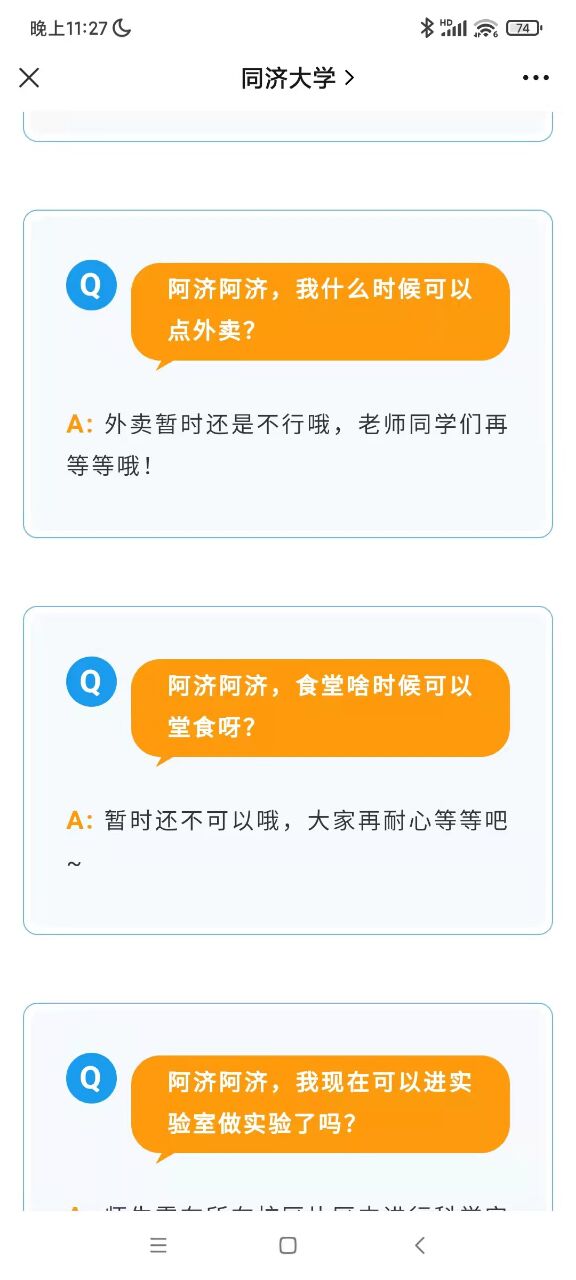 晚上11:27
HD
6
74
同济大学
Q
阿济阿济，我什么时候可以
点外卖？
A: 外卖暂时还是不行哦，老师同学们再
等等哦！
Q
阿济阿济，食堂啥时候可以
堂食呀？
A: 暂时还不可以哦，大家再耐心等等吧
~
Q
阿济阿济，我现在可以进实
验室做实验了吗？